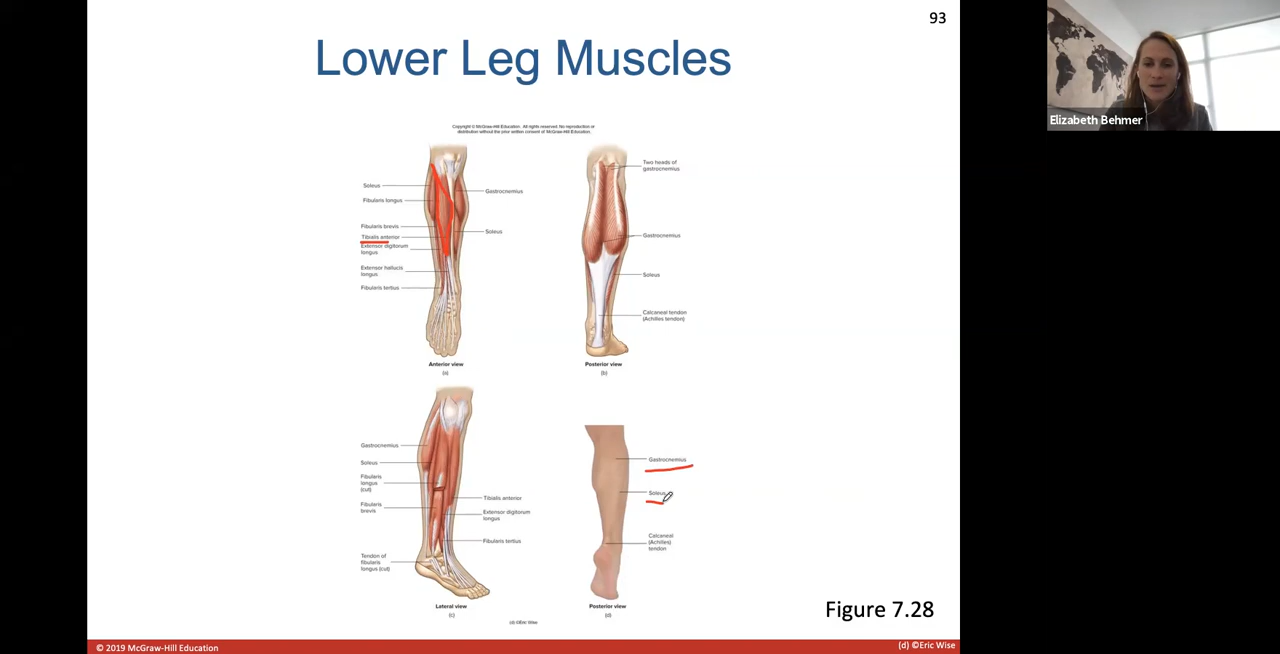 93
Lower Leg Muscles
Elizabeth Behmer
Copyright © McGraw-Hill Education. All rights reserved. No reproduction or
distribution without the prior written consent of McGraw-Hill Education.
Soleus
Fibularis longus
Fibularis brevis
Tibialis anterior
Extensor digitorum
longus
Extensor hallucis
longus
Fibularis tertius
Gastrocnemius
Soleus
Anterior view
(a)
Two heads of
gastrocnemius
Gastrocnemius
Soleus
Calcaneal tendon
(Achilles tendon)
Posterior view
(b)
Gastrocnemius
Soleus
Fibularis
longus
(cut)
Fibularis
brevis
Tendon of
fibularis
longus (cut)
Tibialis anterior
Extensor digitorum
longus
Fibularis tertius
Lateral view
(c)
Gastrocnemius
Soleus
Calcaneal
(Achilles)
tendon
Posterior view
(d)
(d) ©Eric Wise
Figure 7.28
© 2019 McGraw-Hill Education
(d) ©Eric Wise